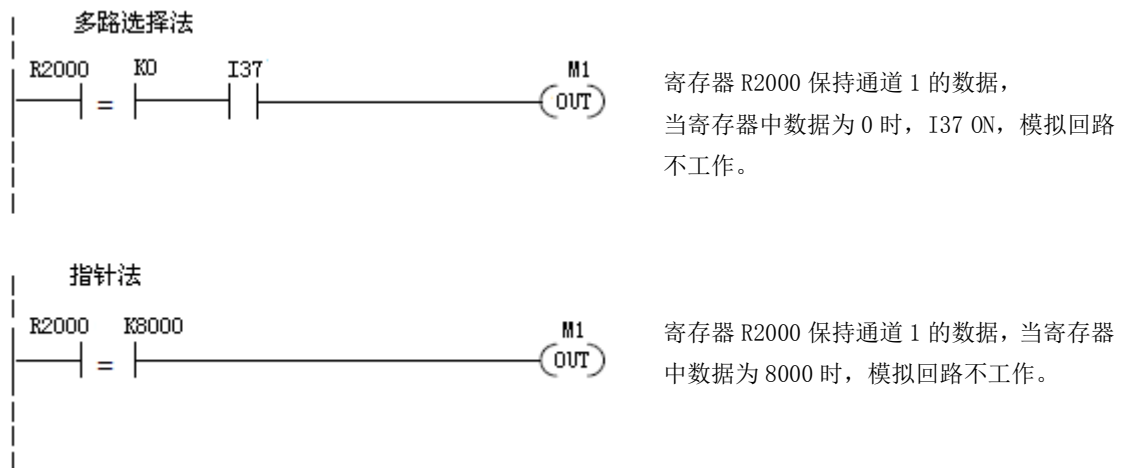 多路选择法
R2000 K0 I37 M1
= OUT
寄存器 R2000 保持通道 1 的数据，
当寄存器中数据为 0 时，I37 ON，模拟回路
不工作。
指针法
R2000 K8000 M1
= OUT
寄存器 R2000 保持通道 1 的数据，当寄存器
中数据为 8000 时，模拟回路不工作。